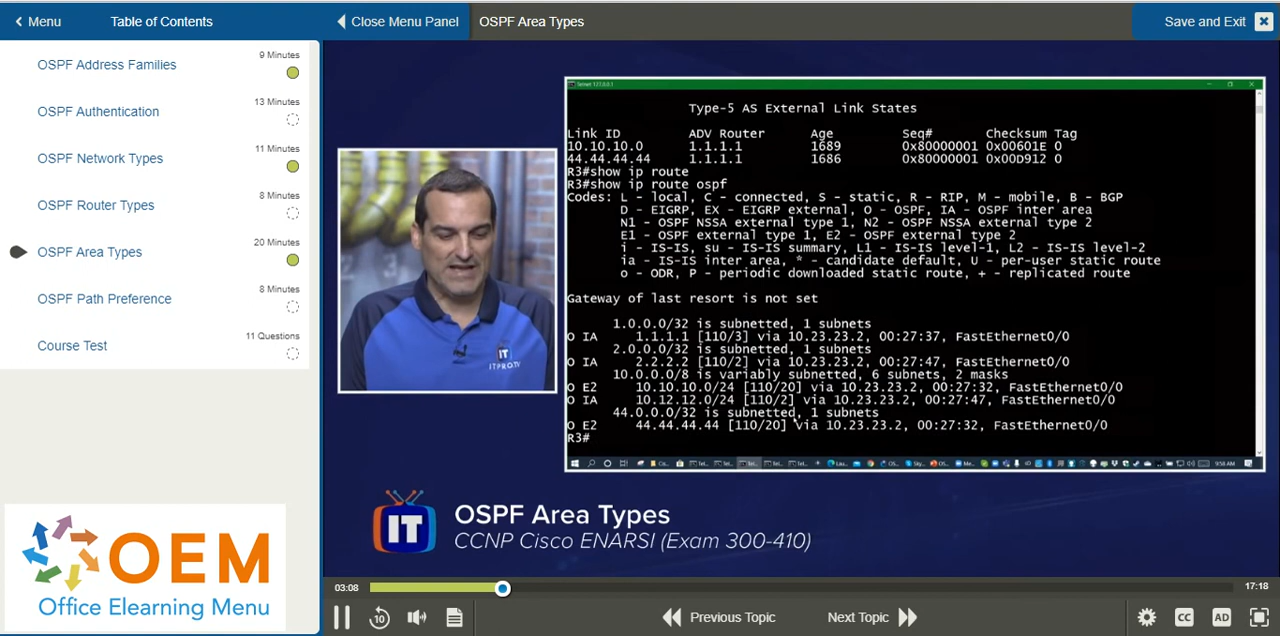 Menu
Table of Contents
Close Menu Panel
OSPF Area Types
Save and Exit
OSPF Address Families
9 Minutes
OSPF Authentication
13 Minutes
OSPF Network Types
11 Minutes
OSPF Router Types
8 Minutes
OSPF Area Types
20 Minutes
OSPF Path Preference
8 Minutes
Course Test
11 Questions
OEM
Office Elearning Menu
Telnet 127.0.0.1
Type-5 AS External Link States
Link ID ADV Router Age Seq# Checksum Tag
10.10.10.0 1.1.1.1 1689 0x80000001 0x00601E 0
44.44.44.44 1.1.1.1 1686 0x80000001 0x00D912 0
R3#show ip route
R3#show ip route ospf
Codes: L - local, C - connected, S - static, R - RIP, M - mobile, B - BGP
D - EIGRP, EX - EIGRP external, O - OSPF, IA - OSPF inter area
N1 - OSPF NSSA external type 1, N2 - OSPF NSSA external type 2
E1 - OSPF external type 1, E2 - OSPF external type 2
i - IS-IS, su - IS-IS summary, L1 - IS-IS level-1, L2 - IS-IS level-2
ia - IS-IS inter area, * - candidate default, U - per-user static route
o - ODR, P - periodic downloaded static route, + - replicated route
Gateway of last resort is not set
1.0.0.0/32 is subnetted, 1 subnets
O IA 1.1.1.1 [110/3] via 10.23.23.2, 00:27:37, FastEthernet0/0
2.0.0.0/32 is subnetted, 1 subnets
O IA 2.2.2.2 [110/2] via 10.23.23.2, 00:27:47, FastEthernet0/0
10.0.0.0/8 is variably subnetted, 6 subnets, 2 masks
O E2 10.10.10.0/24 [110/20] via 10.23.23.2, 00:27:32, FastEthernet0/0
O IA 10.12.12.0/24 [110/2] via 10.23.23.2, 00:27:47, FastEthernet0/0
44.0.0.0/32 is subnetted, 1 subnets
O E2 44.44.44.44 [110/20] via 10.23.23.2, 00:27:32, FastEthernet0/0
R3#
9:58 AM
IT
ITPRO.TV
IT
OSPF Area Types
CCNP Cisco ENARSI (Exam 300-410)
03:08
17:18
10
Previous Topic
Next Topic
CC
AD